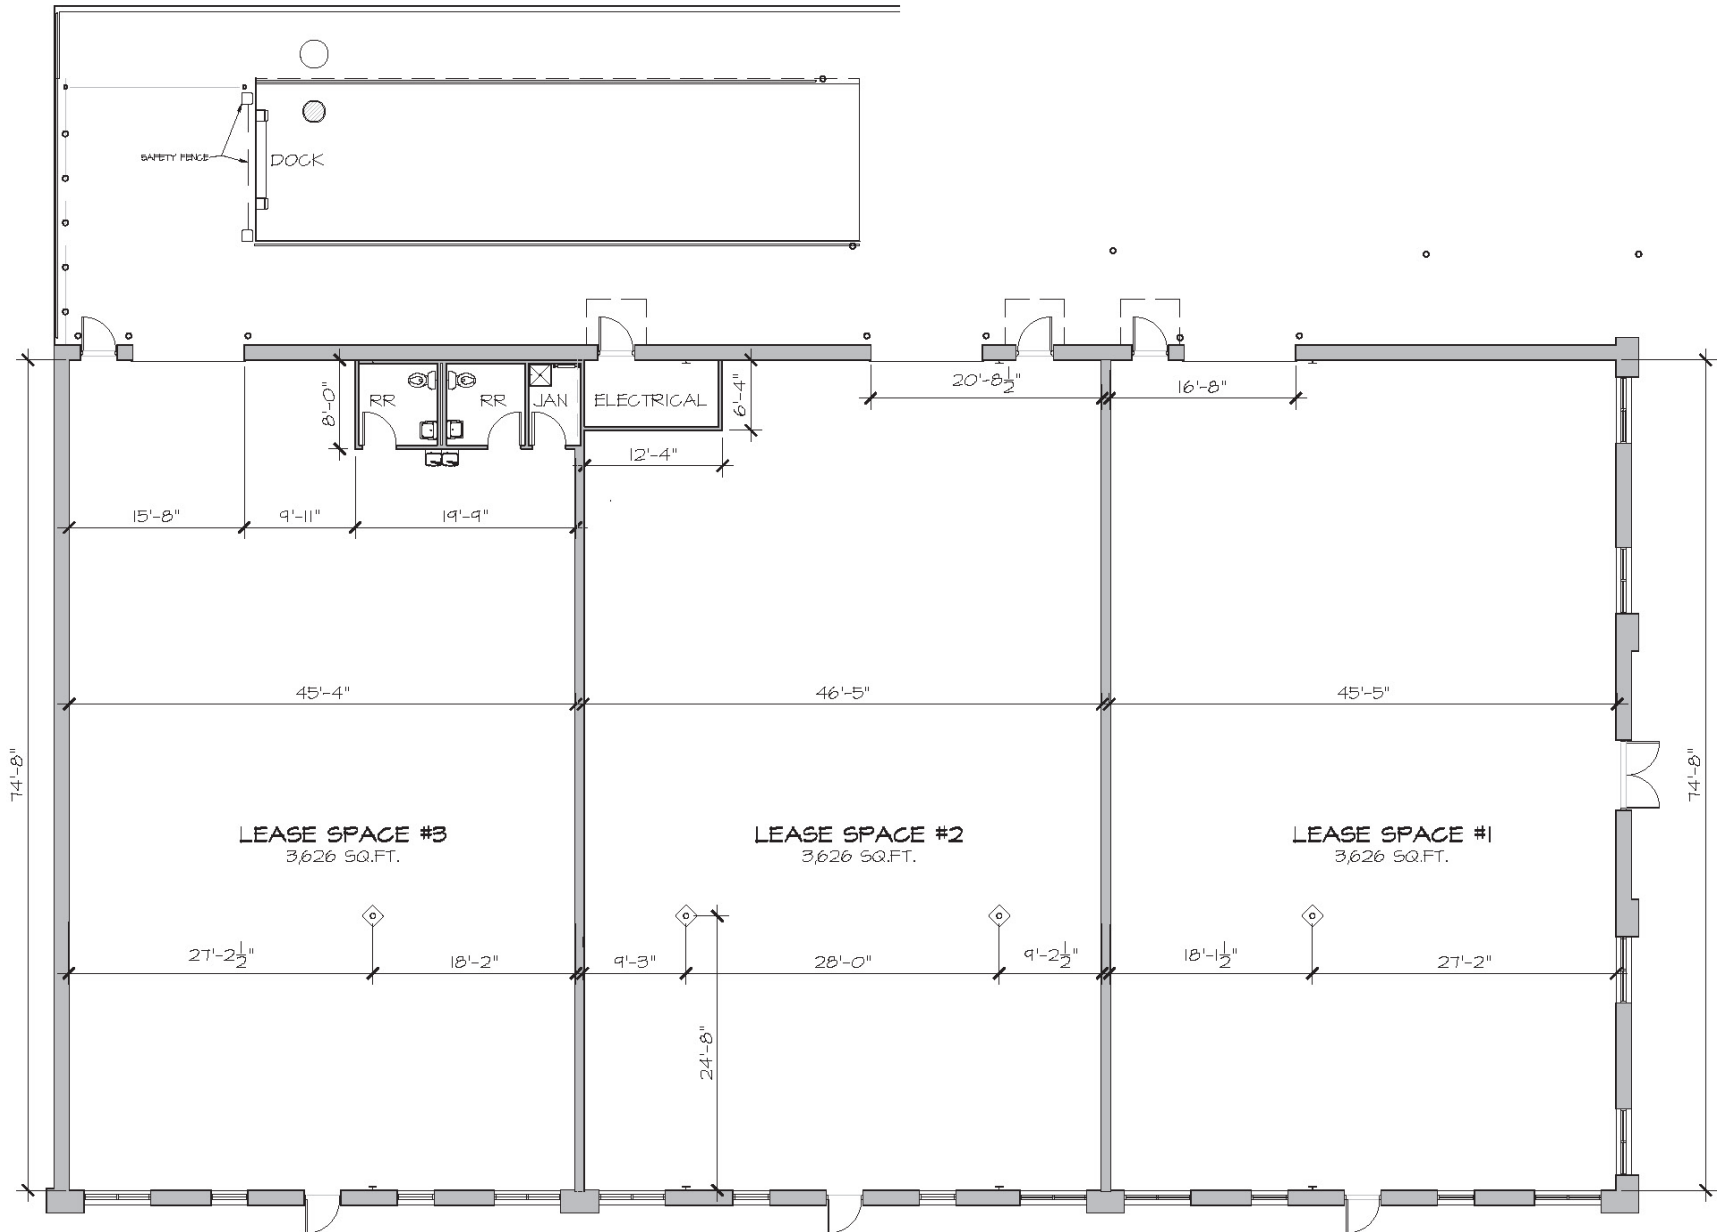 SAFETY FENCE
DOCK
8'-0"
RR
RR
JAN
ELECTRICAL
6'-4"
20'-8½"
16'-8"
12'-4"
15'-8"
9'-11"
19'-9"
45'-4"
46'-5"
45'-5"
74'-8"
74'-8"
LEASE SPACE #3
3,626 SQ.FT.
LEASE SPACE #2
3,626 SQ.FT.
LEASE SPACE #1
3,626 SQ.FT.
27'-2½"
18'-2"
9'-3"
28'-0"
9'-2½"
18'-1½"
27'-2"
24'-8"